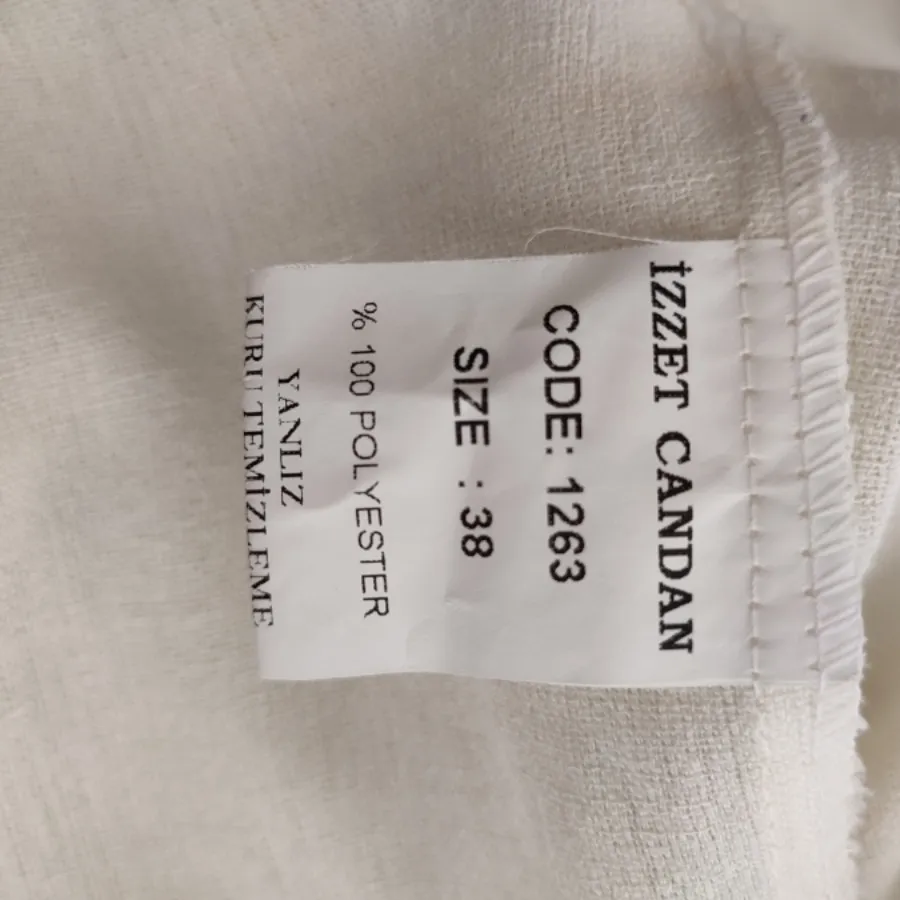 İZZET CANDAN
CODE: 1263
SIZE : 38
% 100 POLYESTER
YANLIZ
KURU TEMİZLEME